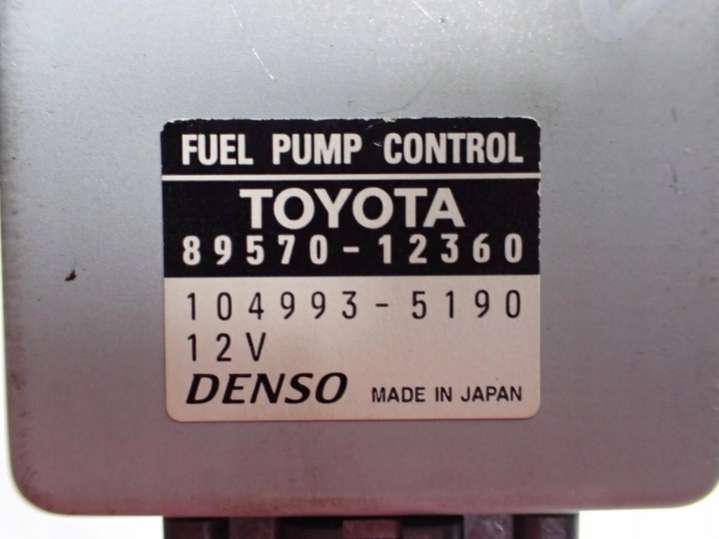 FUEL PUMP CONTROL
TOYOTA
89570-12360
104993-5190
12V
DENSO MADE IN JAPAN